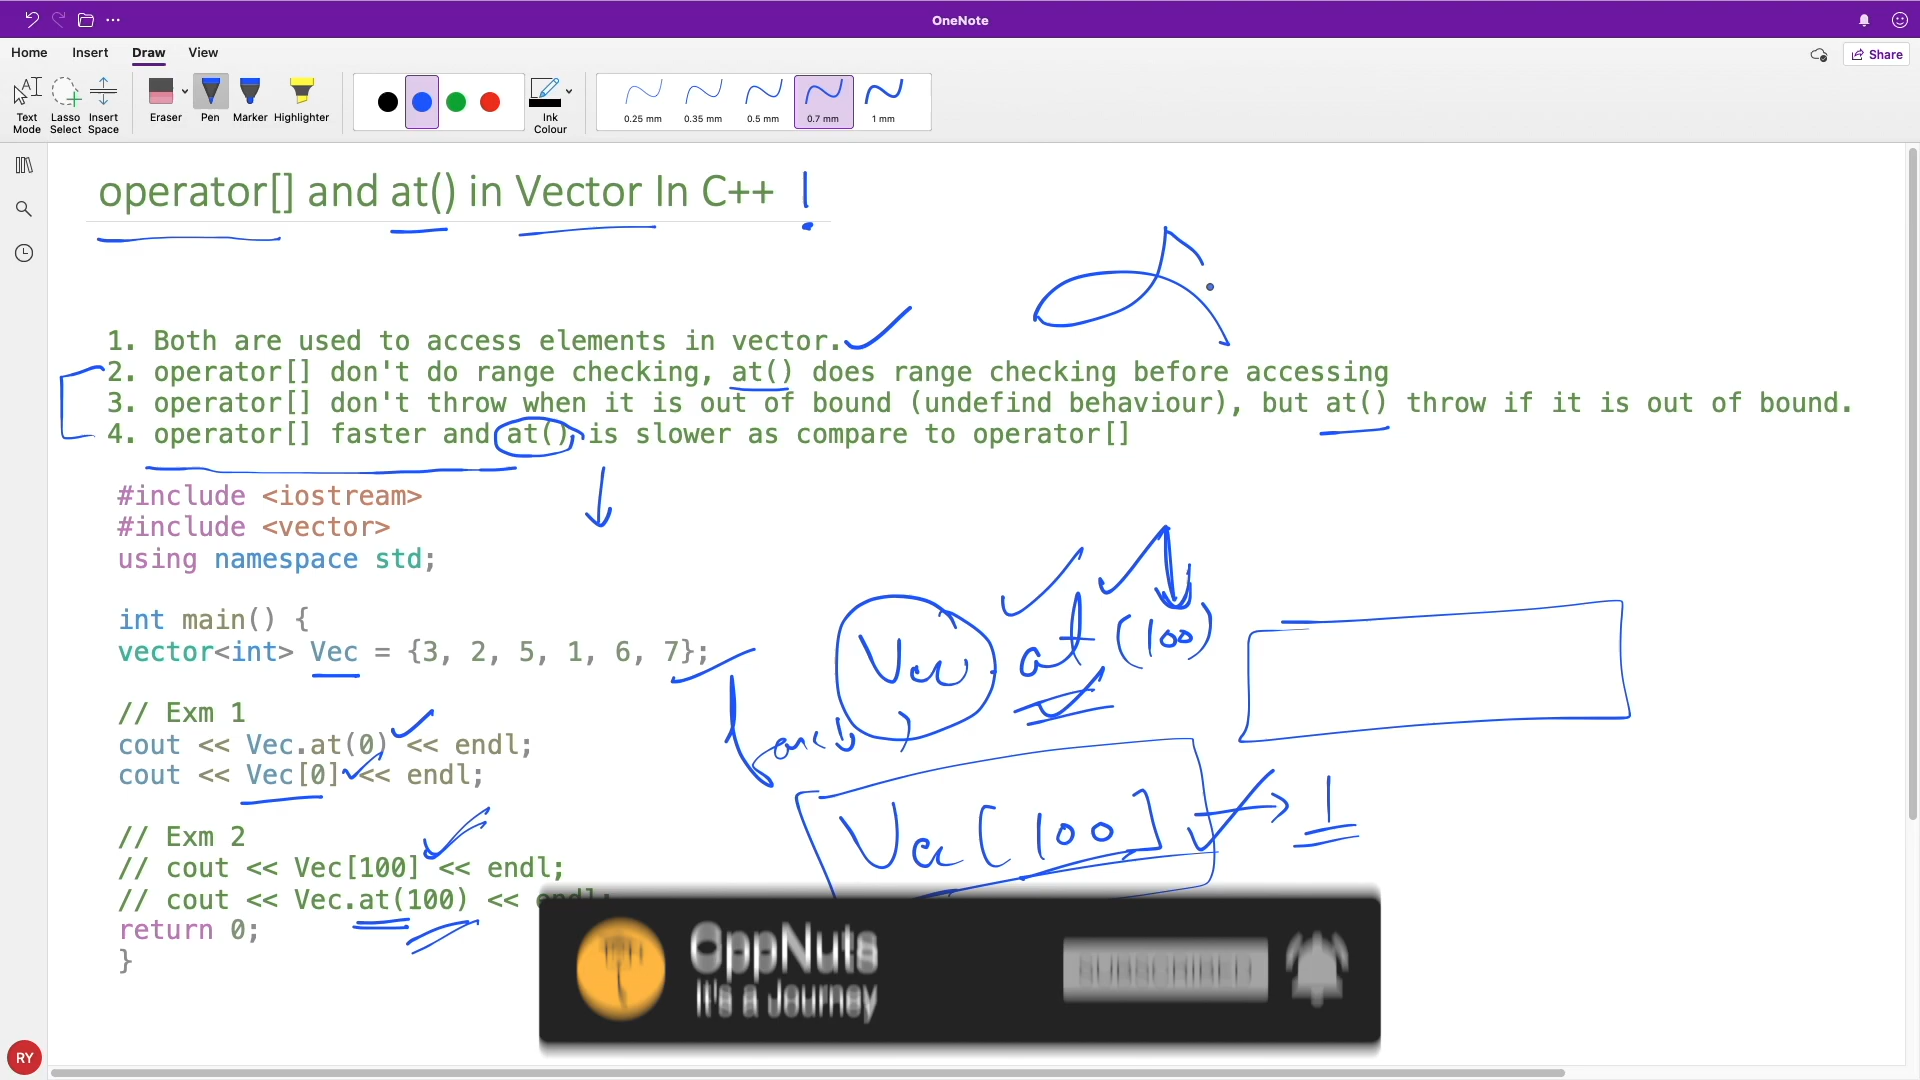 OneNote
Home Insert Draw View
Share
Text Mode
Lasso Select
Insert Space
Eraser
Pen
Marker
Highlighter
Ink Colour
0.25 mm
0.35 mm
0.5 mm
0.7 mm
1 mm
operator[] and at() in Vector In C++ !
1. Both are used to access elements in vector.
2. operator[] don't do range checking, at() does range checking before accessing
3. operator[] don't throw when it is out of bound (undefind behaviour), but at() throw if it is out of bound.
4. operator[] faster and at() is slower as compare to operator[]
#include <iostream>
#include <vector>
using namespace std;
int main() {
vector<int> Vec = {3, 2, 5, 1, 6, 7};
Vec. at (100)
// Exm 1
cout << Vec.at(0) << endl;
cout << Vec[0] << endl;
Vec [100] 1
// Exm 2
// cout << Vec[100] << endl;
// cout << Vec.at(100) << endl;
return 0;
}
CppNuts
It's a Journey
SUBSCRIBED
RY